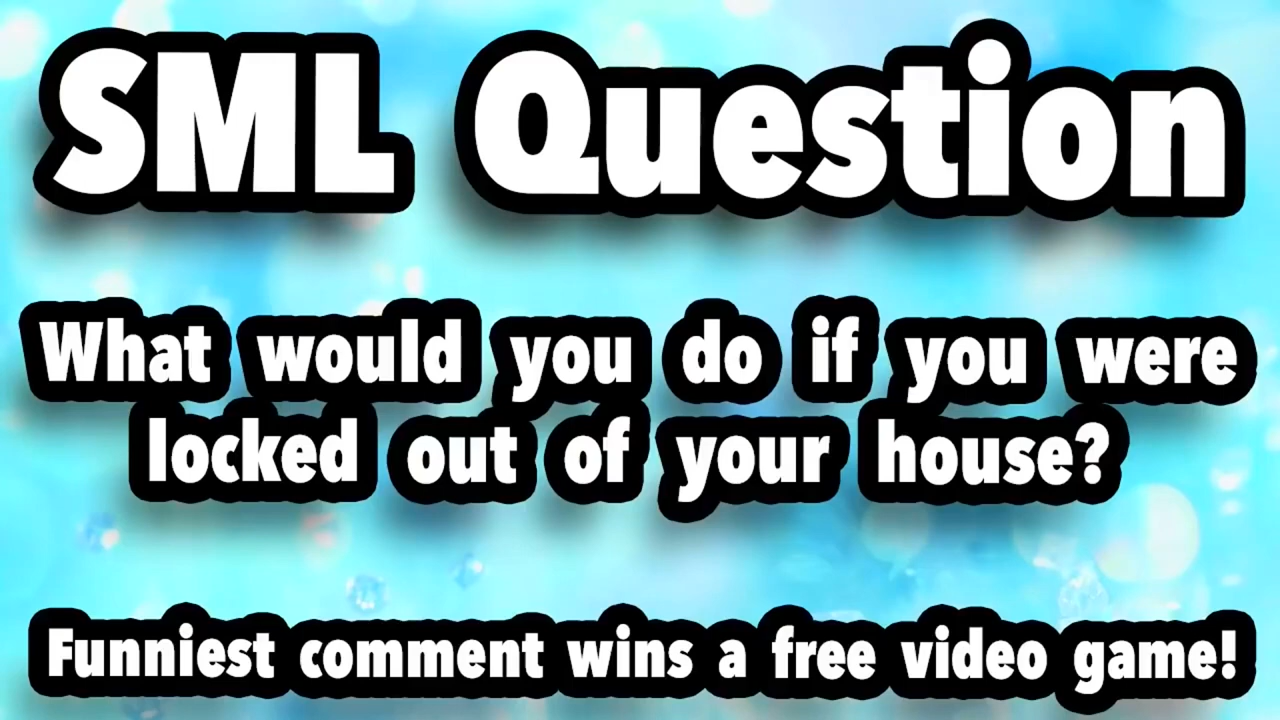 SML Question
What would you do if you were
locked out of your house?
Funniest comment wins a free video game!